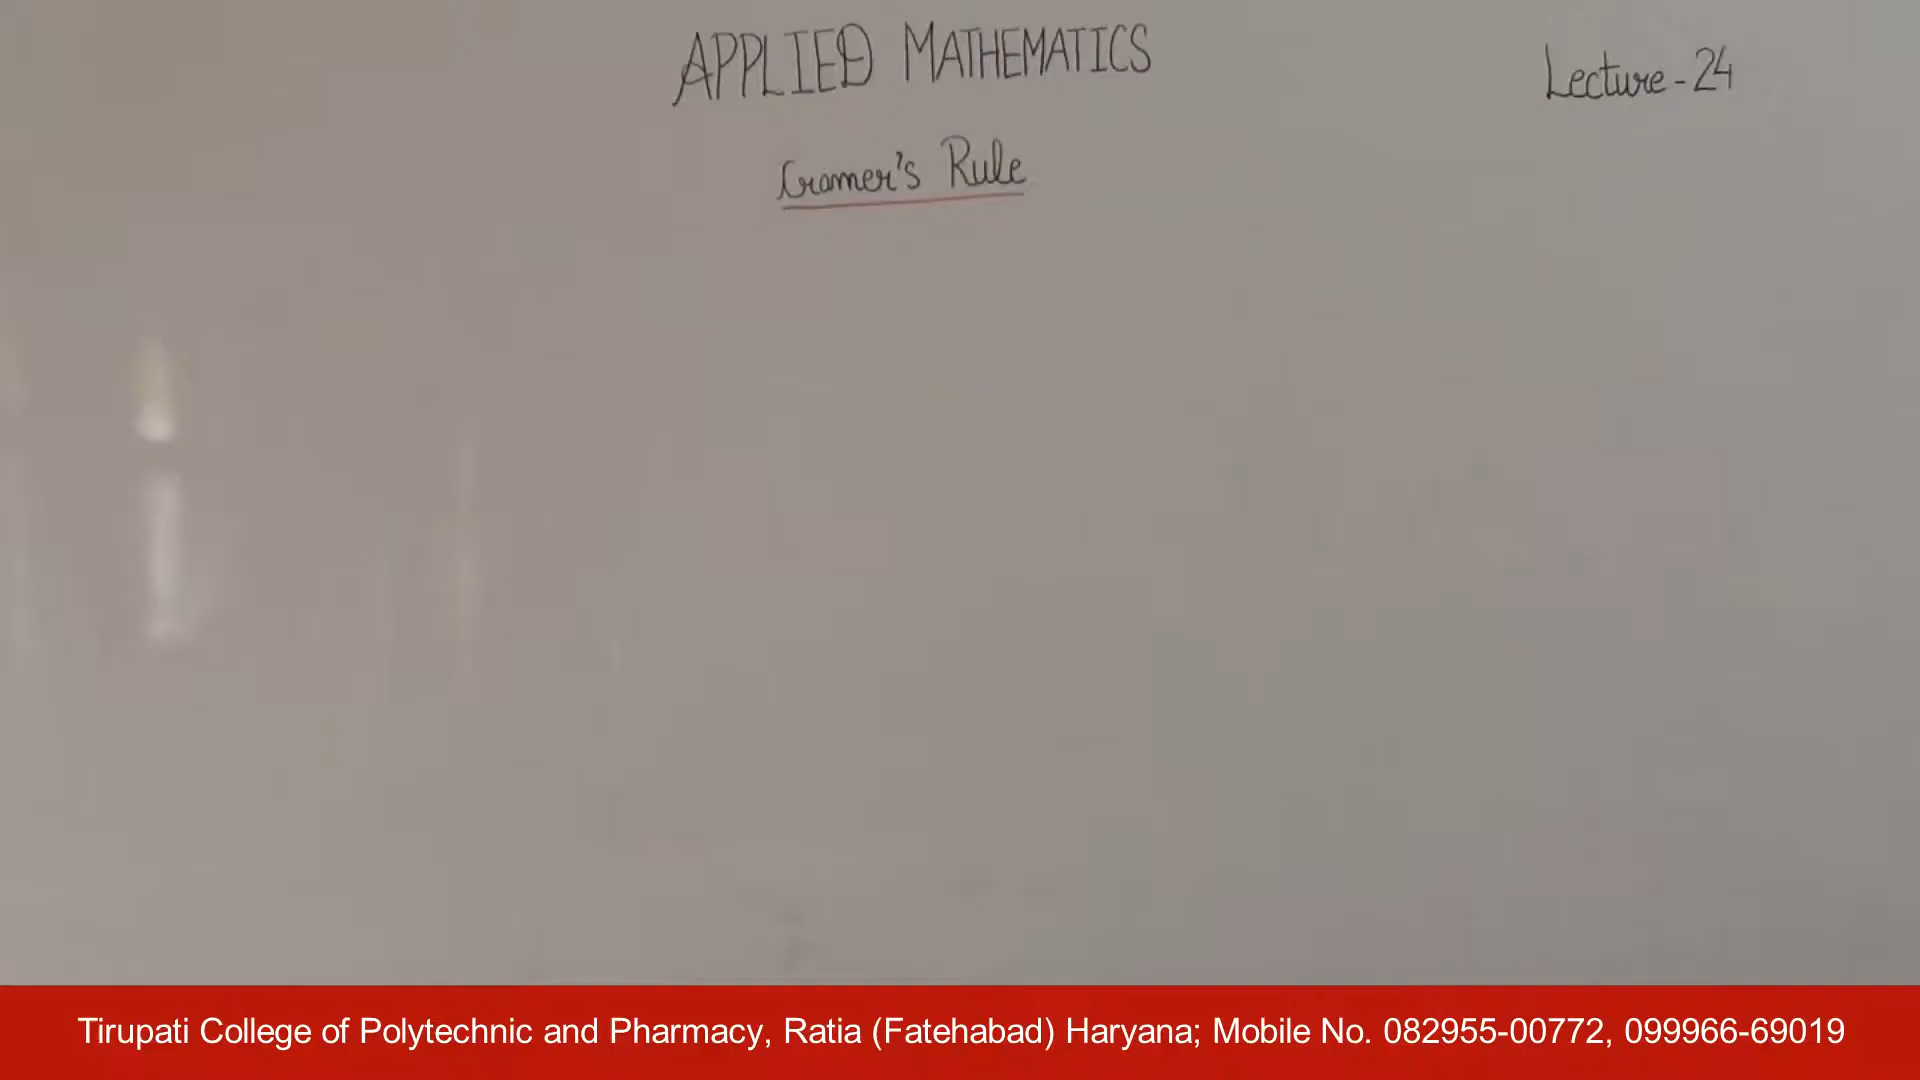 APPLIED MATHEMATICS
Lecture-24
Cramer's Rule
Tirupati College of Polytechnic and Pharmacy, Ratia (Fatehabad) Haryana; Mobile No. 082955-00772, 099966-69019